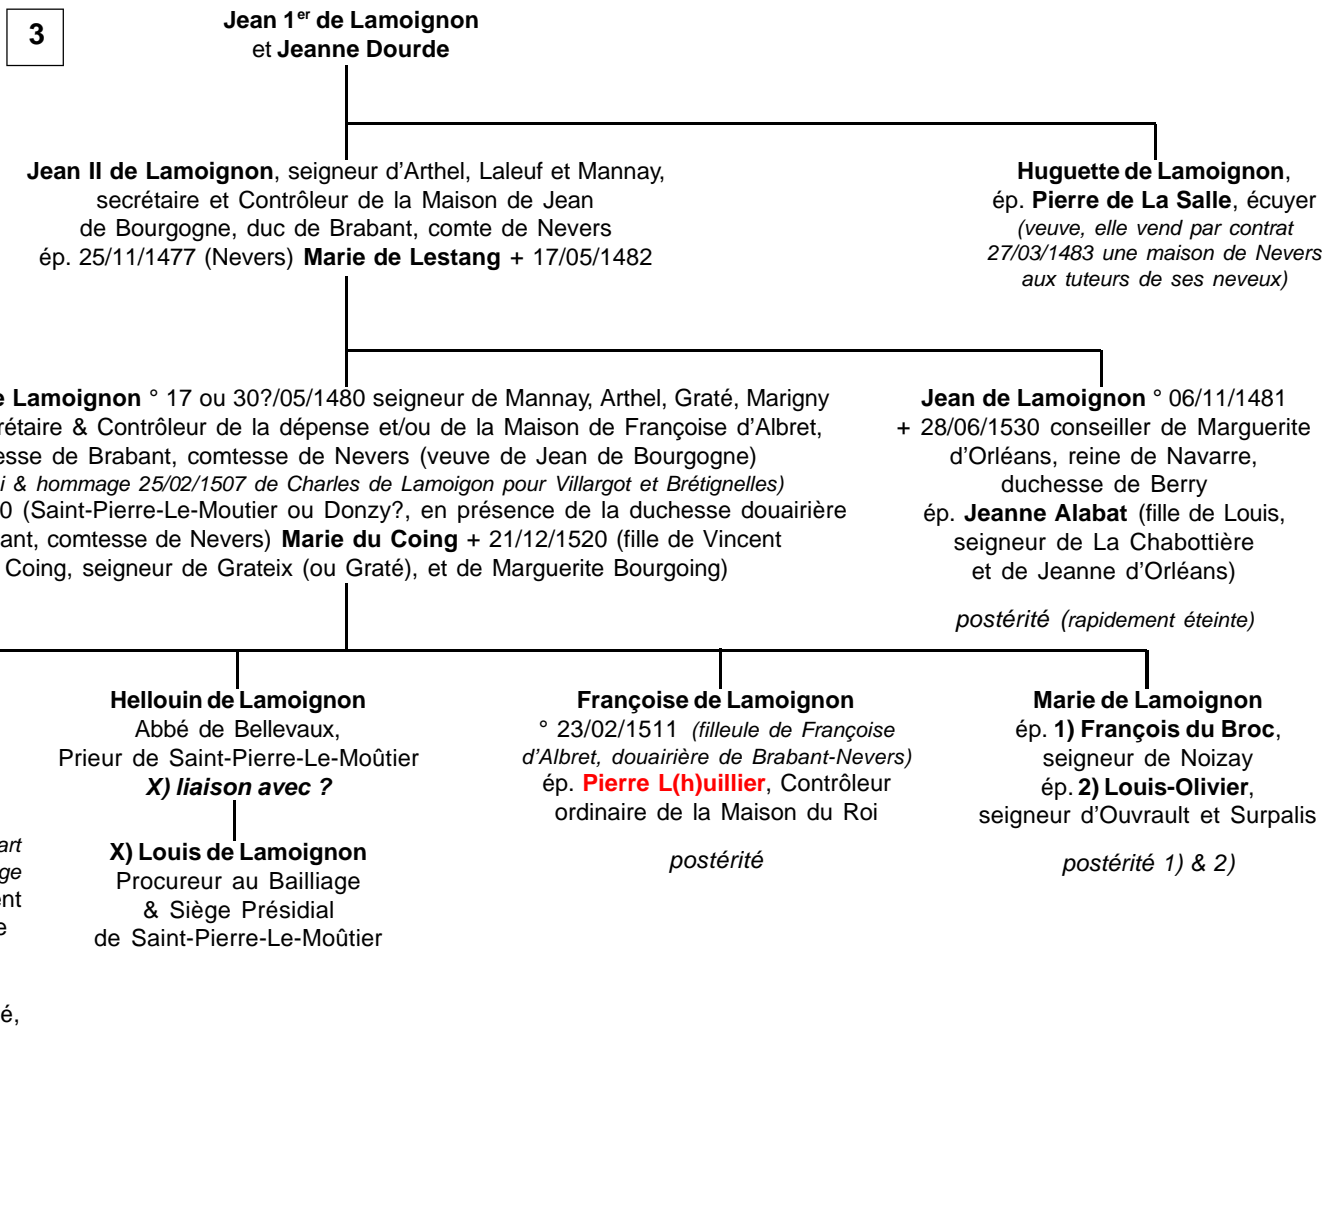 3
Jean 1er de Lamoignon
et Jeanne Dourde
Jean II de Lamoignon, seigneur d'Arthel, Laleuf et Mannay,
secrétaire et Contrôleur de la Maison de Jean
de Bourgogne, duc de Brabant, comte de Nevers
ép. 25/11/1477 (Nevers) Marie de Lestang + 17/05/1482
Huguette de Lamoignon,
ép. Pierre de La Salle, écuyer
(veuve, elle vend par contrat
27/03/1483 une maison de Nevers
aux tuteurs de ses neveux)
e Lamoignon ° 17 ou 30?/05/1480 seigneur de Mannay, Arthel, Graté, Marigny
rétaire & Contrôleur de la dépense et/ou de la Maison de Françoise d'Albret,
esse de Brabant, comtesse de Nevers (veuve de Jean de Bourgogne)
i & hommage 25/02/1507 de Charles de Lamoigon pour Villargot et Brétignelles)
0 (Saint-Pierre-Le-Moutier ou Donzy?, en présence de la duchesse douairière
ant, comtesse de Nevers) Marie du Coing + 21/12/1520 (fille de Vincent
Coing, seigneur de Grateix (ou Graté), et de Marguerite Bourgoing)
Jean de Lamoignon ° 06/11/1481
+ 28/06/1530 conseiller de Marguerite
d'Orléans, reine de Navarre,
duchesse de Berry
ép. Jeanne Alabat (fille de Louis,
seigneur de La Chabottière
et de Jeanne d'Orléans)
postérité (rapidement éteinte)
Hellouin de Lamoignon
Abbé de Bellevaux,
Prieur de Saint-Pierre-Le-Moûtier
X) liaison avec ?
X) Louis de Lamoignon
Procureur au Bailliage
& Siège Présidial
de Saint-Pierre-Le-Moûtier
Françoise de Lamoignon
° 23/02/1511 (filleule de Françoise
d'Albret, douairière de Brabant-Nevers)
ép. Pierre L(h)uillier, Contrôleur
ordinaire de la Maison du Roi
postérité
Marie de Lamoignon
ép. 1) François du Broc,
seigneur de Noizay
ép. 2) Louis-Olivier,
seigneur d'Ouvrault et Surpalis
postérité 1) & 2)
art
ge
ent
e
é,